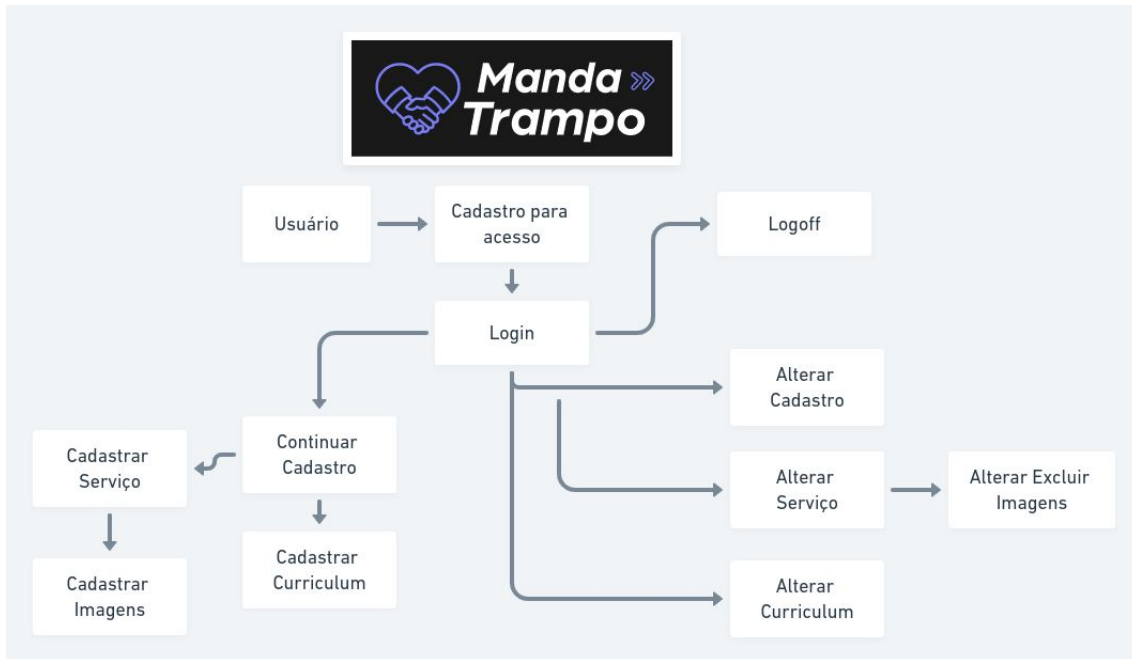 Manda
Trampo
Usuário
Cadastro para
acesso
Logoff
Login
Alterar
Cadastro
Continuar
Cadastro
Cadastrar
Serviço
Alterar
Serviço
Alterar Excluir
Imagens
Cadastrar
Curriculum
Cadastrar
Imagens
Alterar
Curriculum